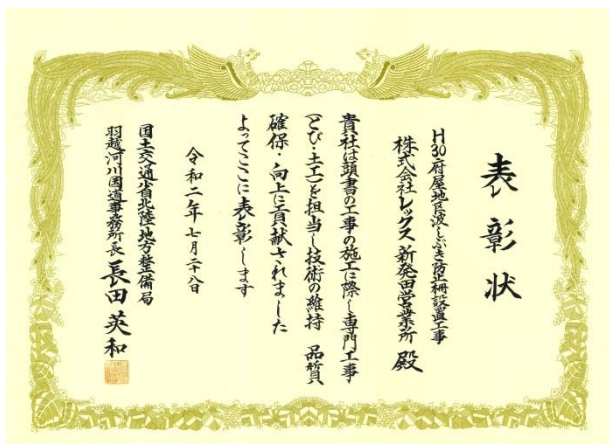 表彰状
H30府屋地区波しぶき防止柵設置工事
株式会社レックス新発田営業所 殿
貴社は頭書の工事の施工に際し専門工事
(とび・土工)を担当し技術の維持 品質
確保・向上に貢献されました
よってここに表彰します
令和二年七月二十八日
国土交通省北陸地方整備局
羽越河川国道事務所長 長田英和